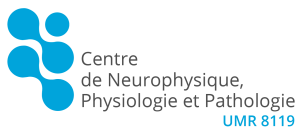 Centre
de Neurophysique,
Physiologie et Pathologie
UMR 8119